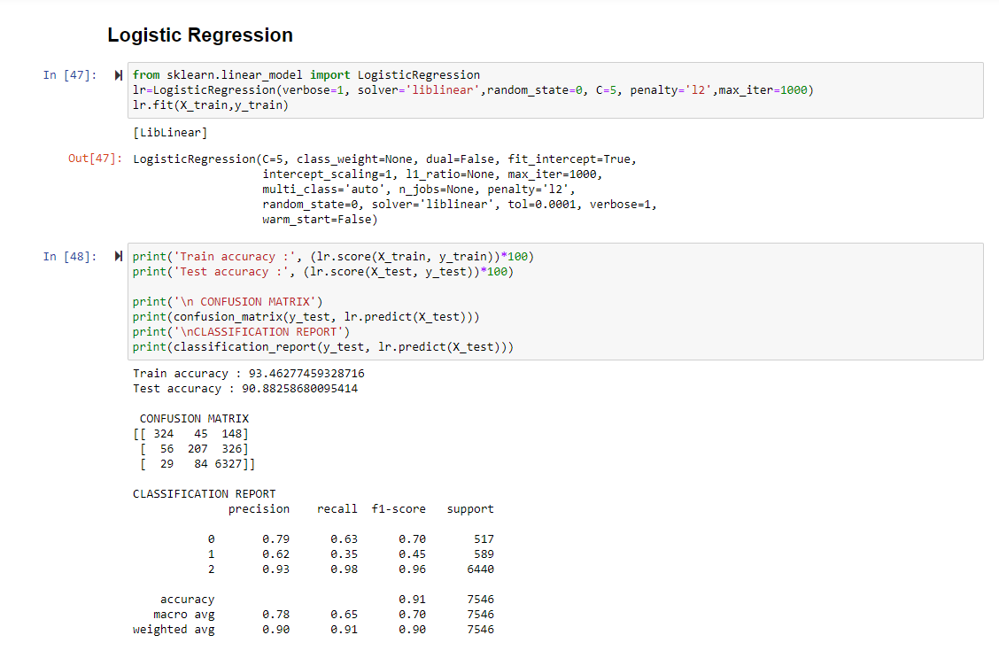 Logistic Regression
In [47]: from sklearn.linear_model import LogisticRegression
lr=LogisticRegression(verbose=1, solver='liblinear',random_state=0, C=5, penalty='l2',max_iter=1000)
lr.fit(X_train,y_train)
[LibLinear]
Out[47]: LogisticRegression(C=5, class_weight=None, dual=False, fit_intercept=True,
intercept_scaling=1, l1_ratio=None, max_iter=1000,
multi_class='auto', n_jobs=None, penalty='l2',
random_state=0, solver='liblinear', tol=0.0001, verbose=1,
warm_start=False)
In [48]: print('Train accuracy :', (lr.score(X_train, y_train))*100)
print('Test accuracy :', (lr.score(X_test, y_test))*100)
print('\n CONFUSION MATRIX')
print(confusion_matrix(y_test, lr.predict(X_test)))
print('\nCLASSIFICATION REPORT')
print(classification_report(y_test, lr.predict(X_test)))
Train accuracy : 93.46277459328716
Test accuracy : 90.88258680095414
CONFUSION MATRIX
[[ 324   45  148]
[  56  207  326]
[  29   84 6327]]
CLASSIFICATION REPORT
precision    recall  f1-score   support
0       0.79      0.63      0.70       517
1       0.62      0.35      0.45       589
2       0.93      0.98      0.96      6440
accuracy                           0.91      7546
macro avg       0.78      0.65      0.70      7546
weighted avg       0.90      0.91      0.90      7546